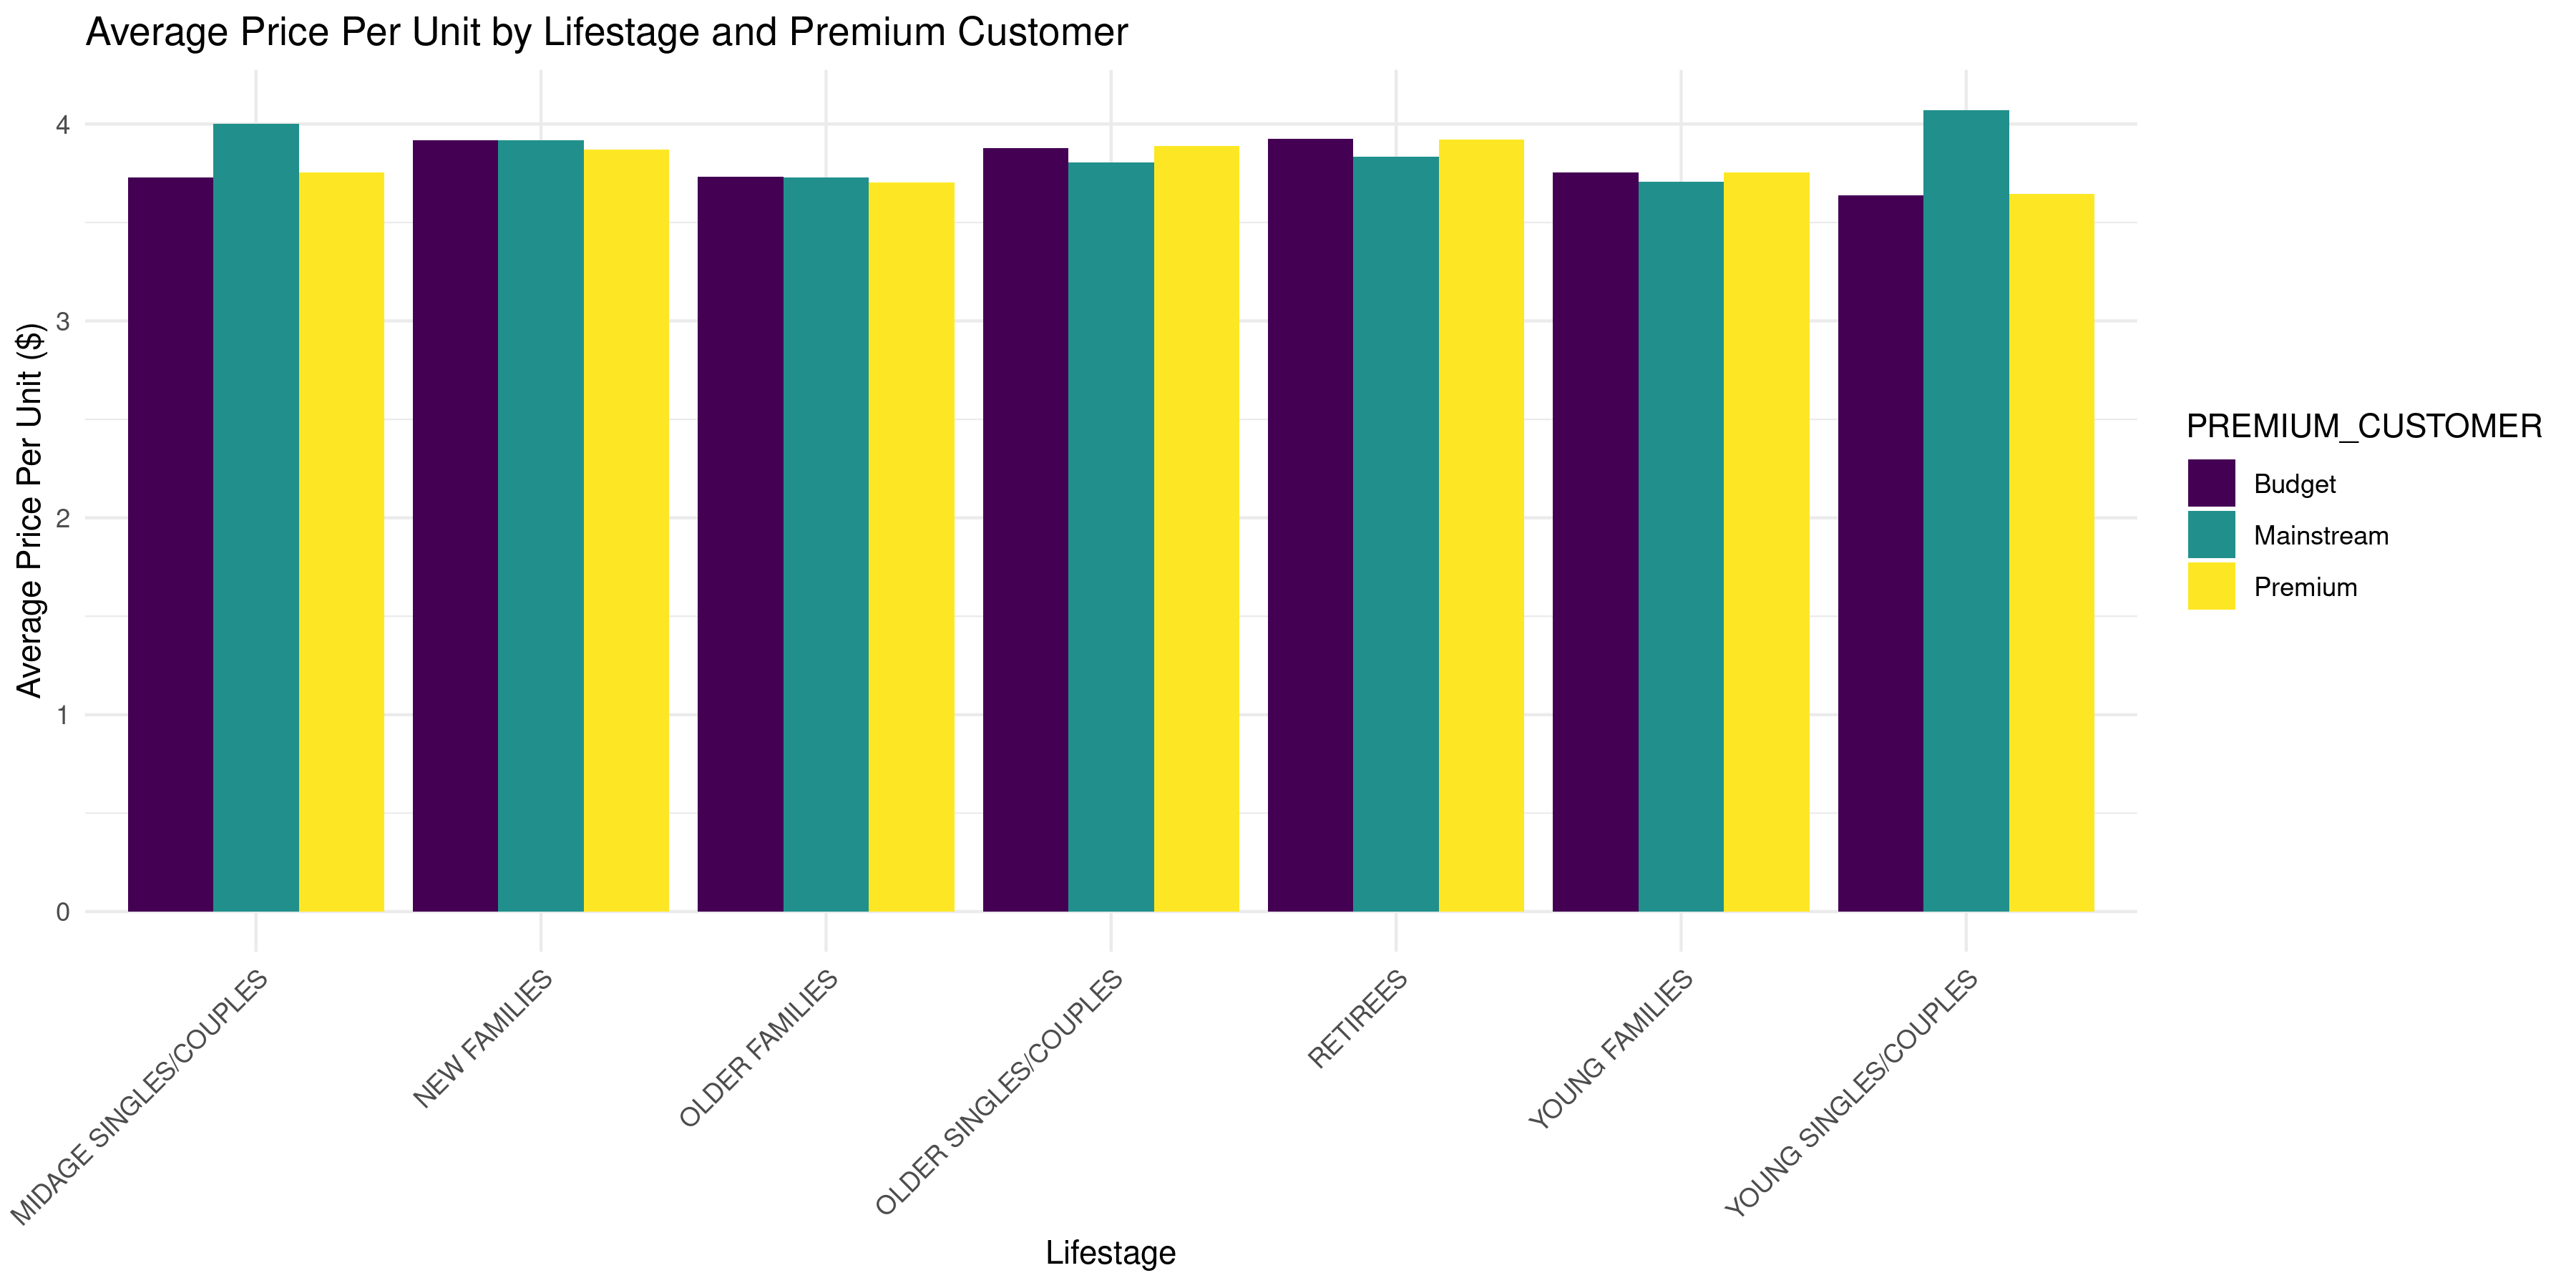 Average Price Per Unit by Lifestage and Premium Customer
Average Price Per Unit ($)
4
3
2
1
0
MIDAGE SINGLES/COUPLES
NEW FAMILIES
OLDER FAMILIES
OLDER SINGLES/COUPLES
RETIREES
YOUNG FAMILIES
YOUNG SINGLES/COUPLES
Lifestage
PREMIUM_CUSTOMER
Budget
Mainstream
Premium